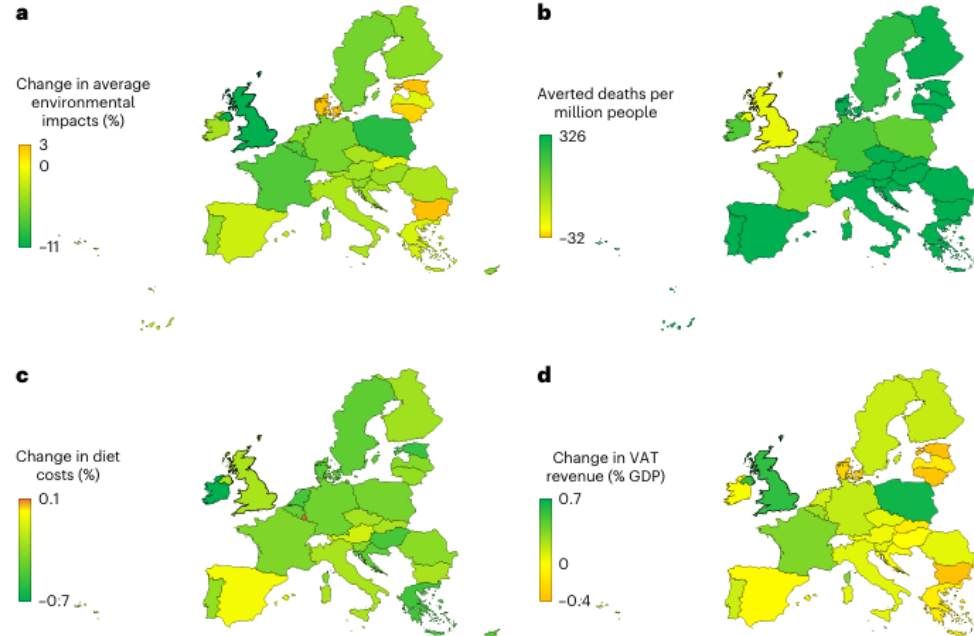 a
Change in average
environmental
impacts (%)
3
0
–11
b
Averted deaths per
million people
326
–32
c
Change in diet
costs (%)
0.1
–0.7
d
Change in VAT
revenue (% GDP)
0.7
0
–0.4